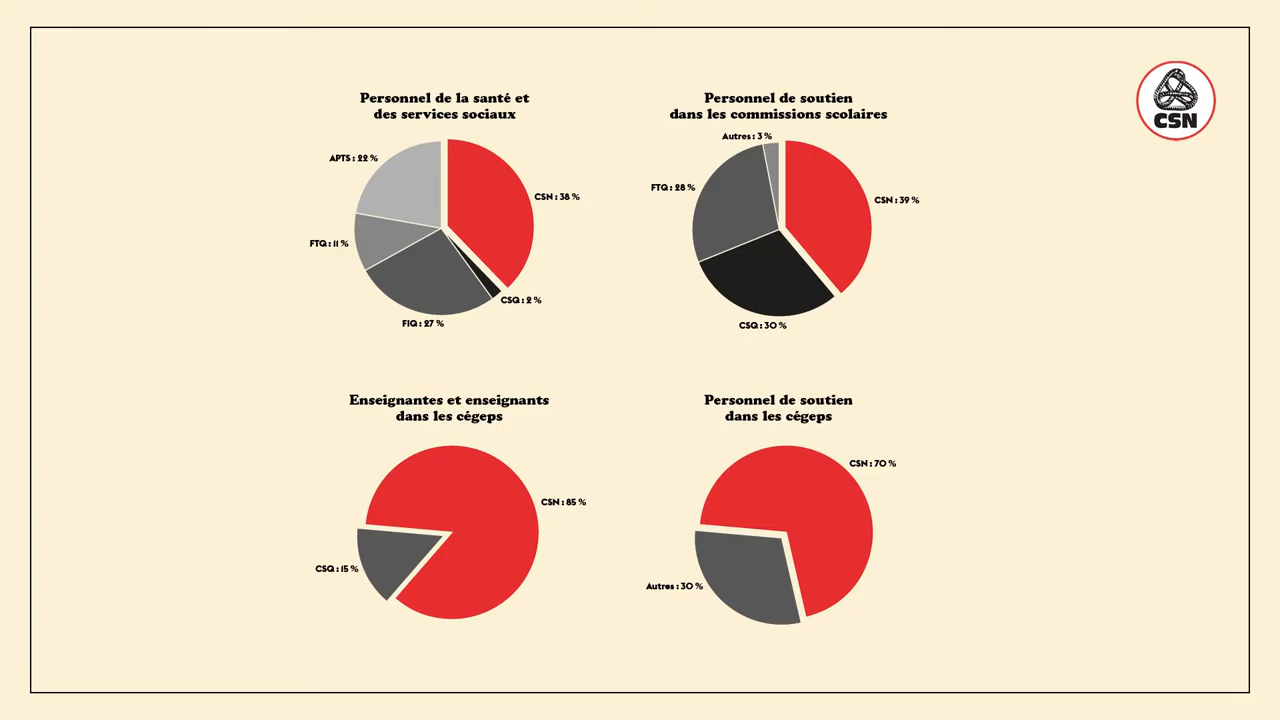 CSN
Personnel de la santé et
des services sociaux
APTS : 22 %
CSN : 38 %
FTQ : 11 %
CSQ : 2 %
FIQ : 27 %
Personnel de soutien
dans les commissions scolaires
Autres : 3 %
FTQ : 28 %
CSN : 39 %
CSQ : 30 %
Enseignantes et enseignants
dans les cégeps
CSN : 85 %
CSQ : 15 %
Personnel de soutien
dans les cégeps
CSN : 70 %
Autres : 30 %